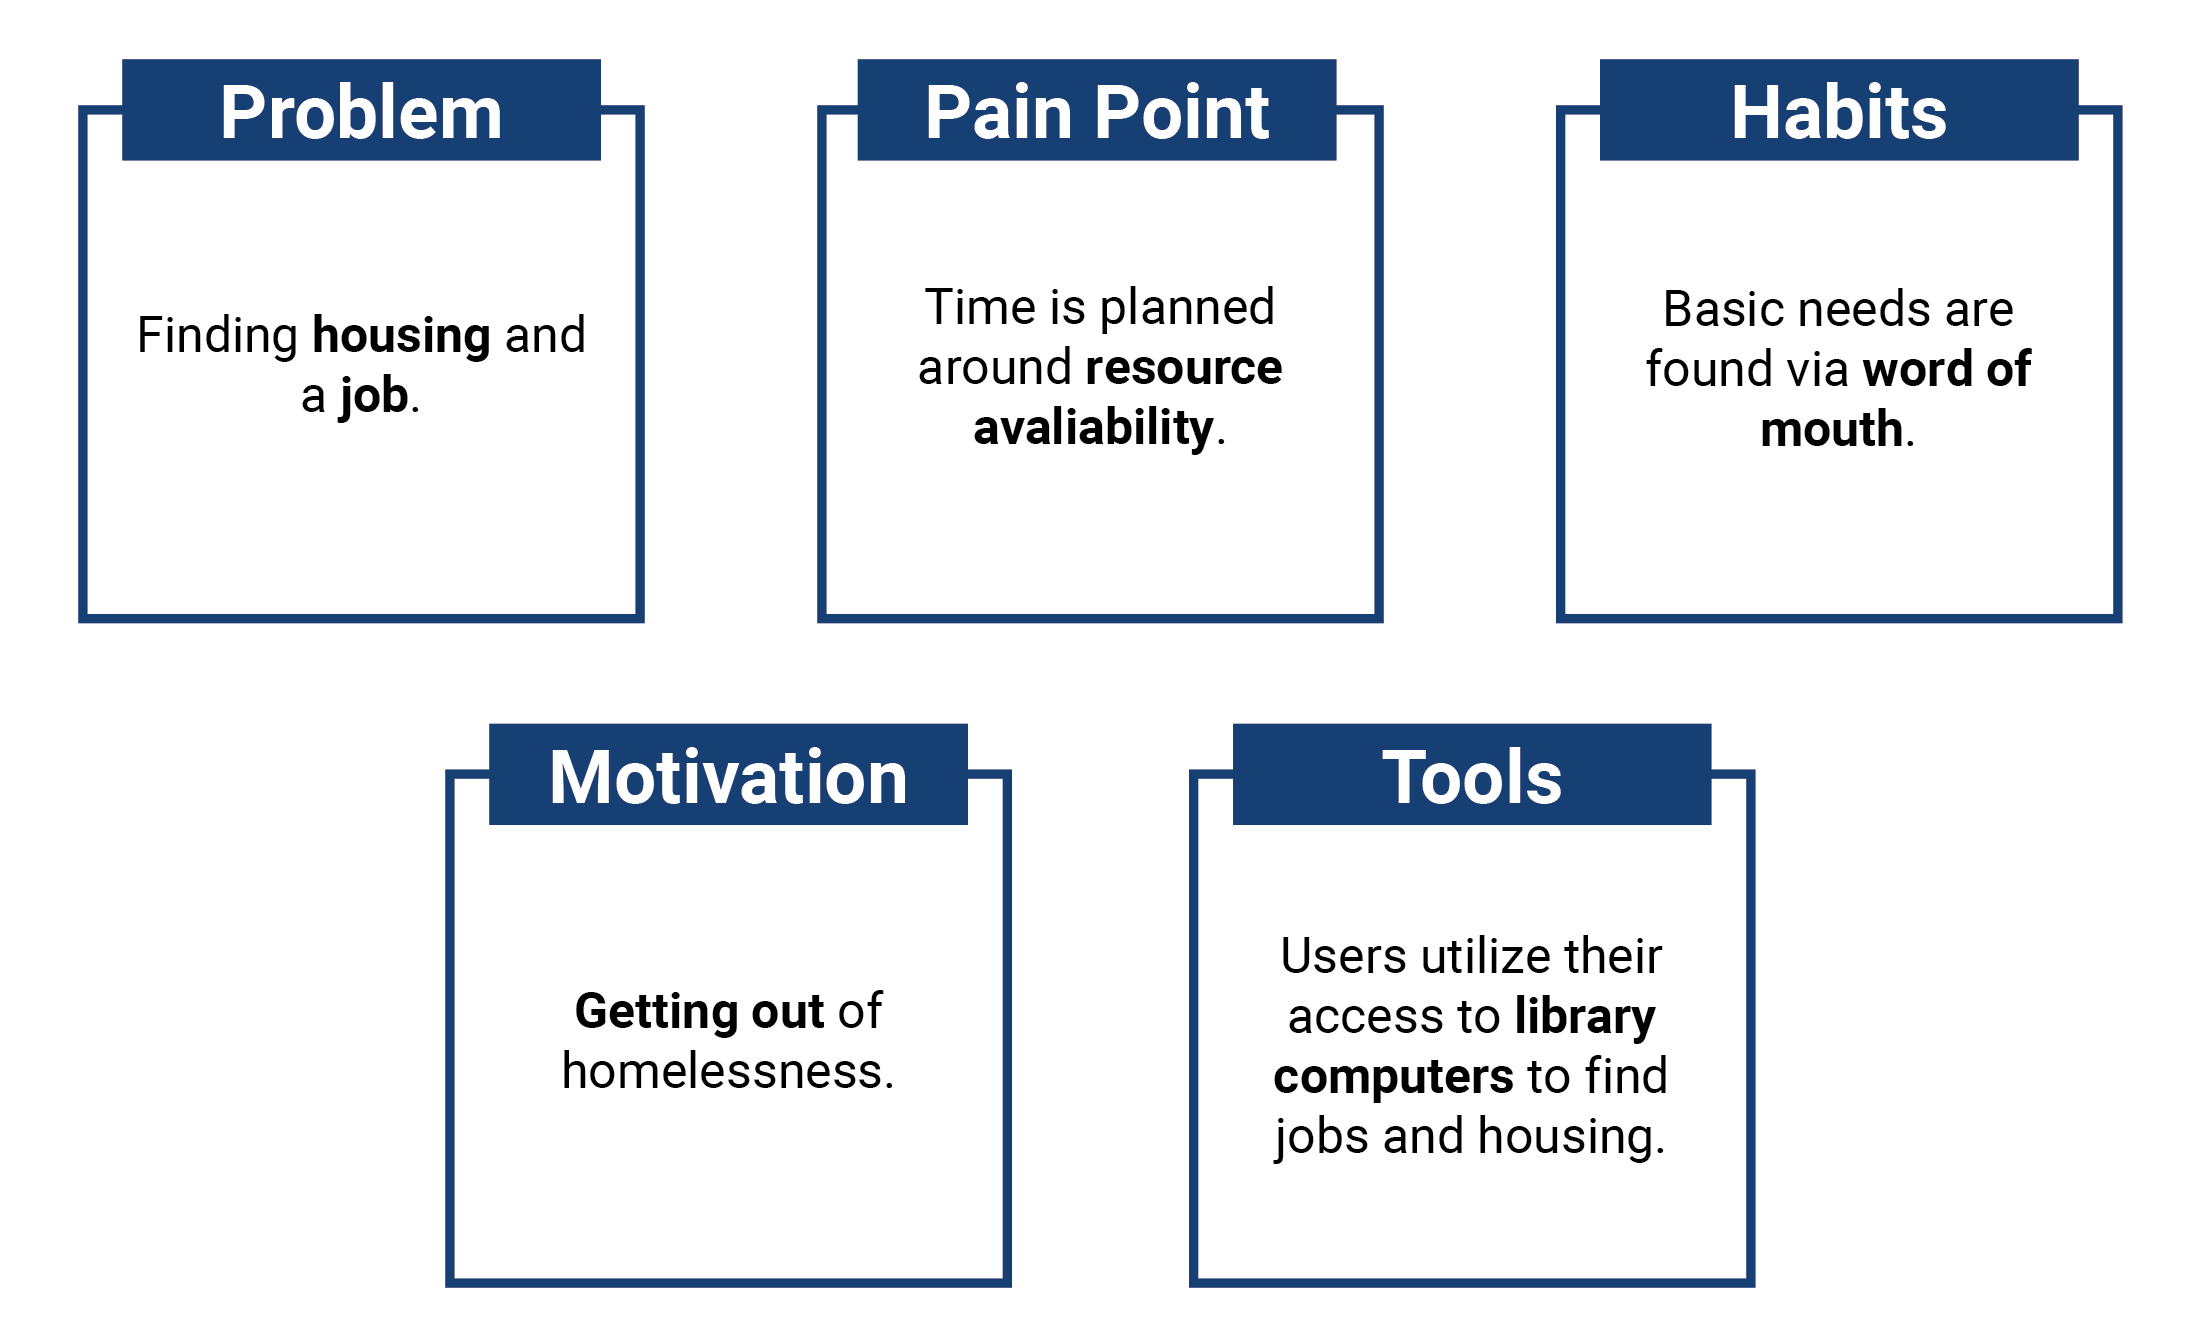 Problem
Finding housing and
a job.
Pain Point
Time is planned
around resource
avaliability.
Habits
Basic needs are
found via word of
mouth.
Motivation
Getting out of
homelessness.
Tools
Users utilize their
access to library
computers to find
jobs and housing.